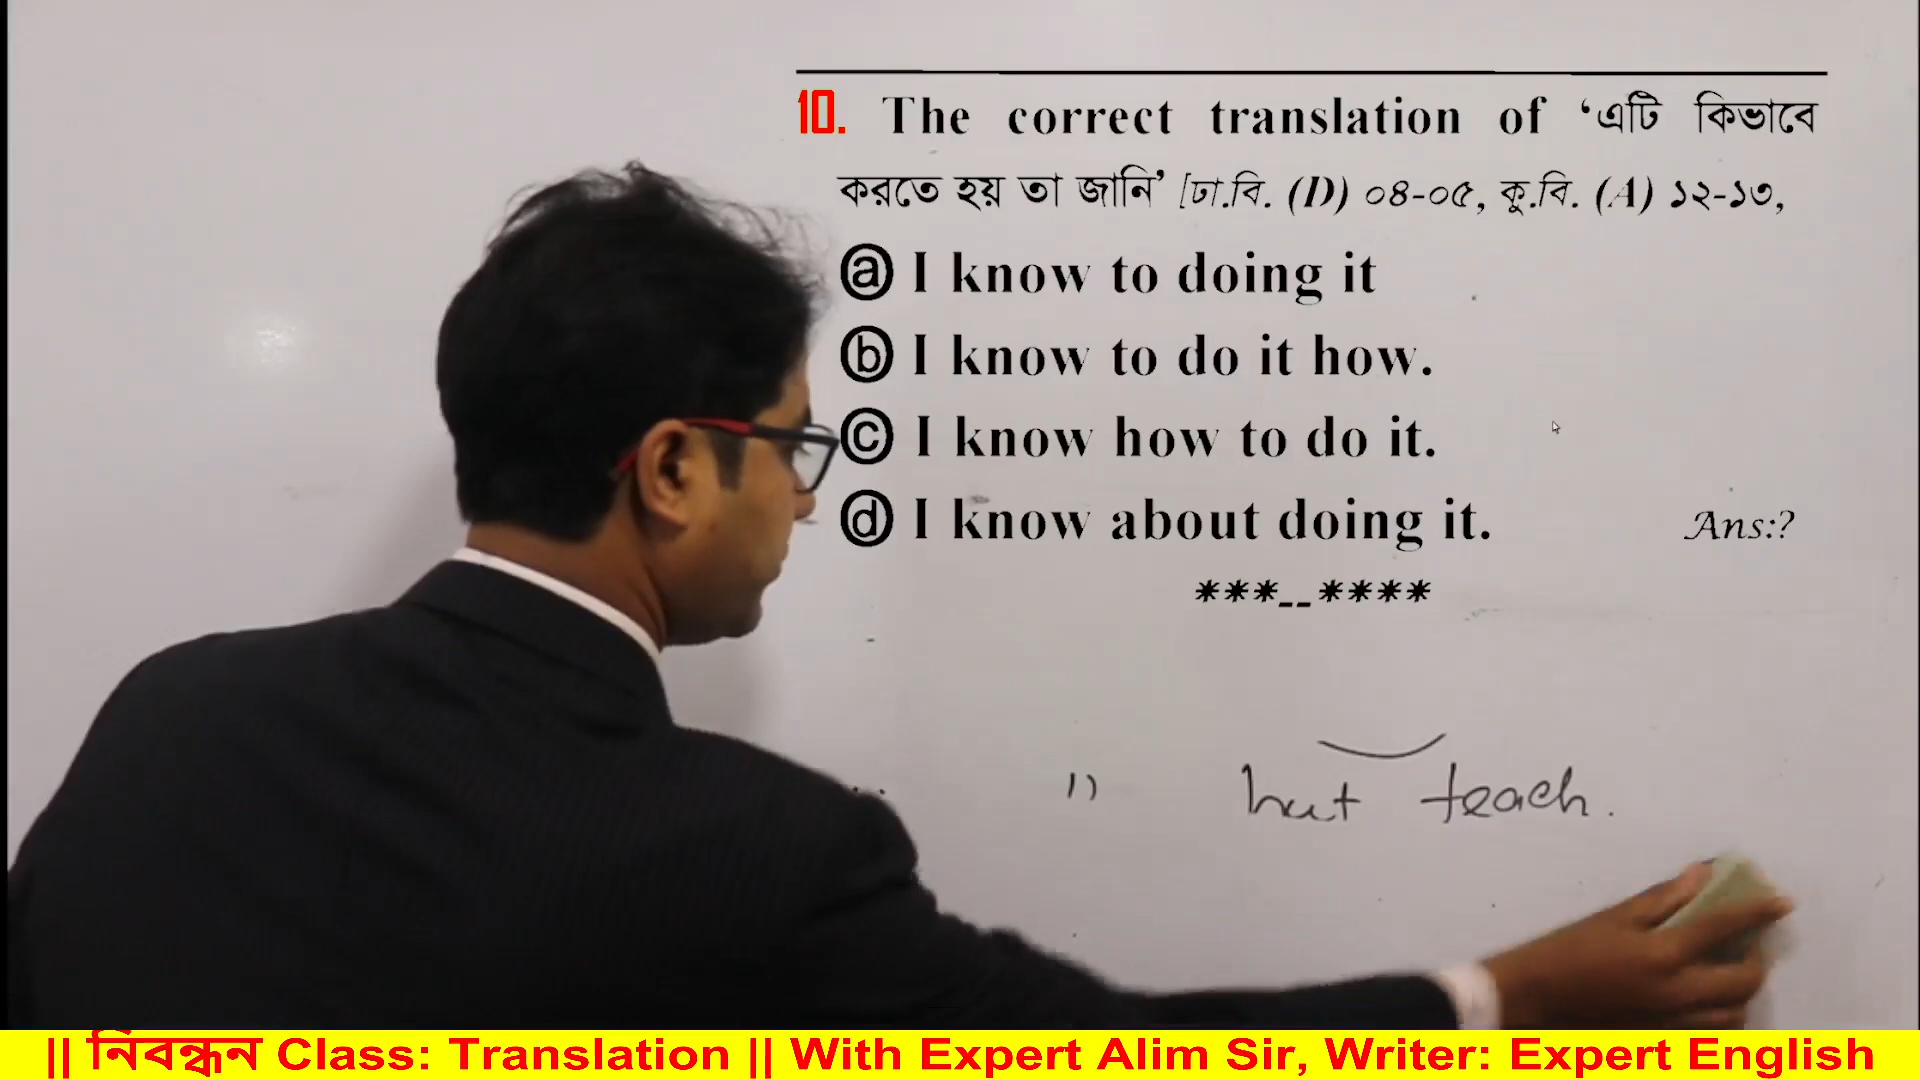 10. The correct translation of ‘এটি কিভাবে
করতে হয় তা জানি’ [ঢা.বি. (D) ০৪-০৫, কু.বি. (A) ১২-১৩,
ⓐ I know to doing it
ⓑ I know to do it how.
ⓒ I know how to do it.
ⓓ I know about doing it. Ans:?
***--****
but teach.
|| নিবন্ধন Class: Translation || With Expert Alim Sir, Writer: Expert English